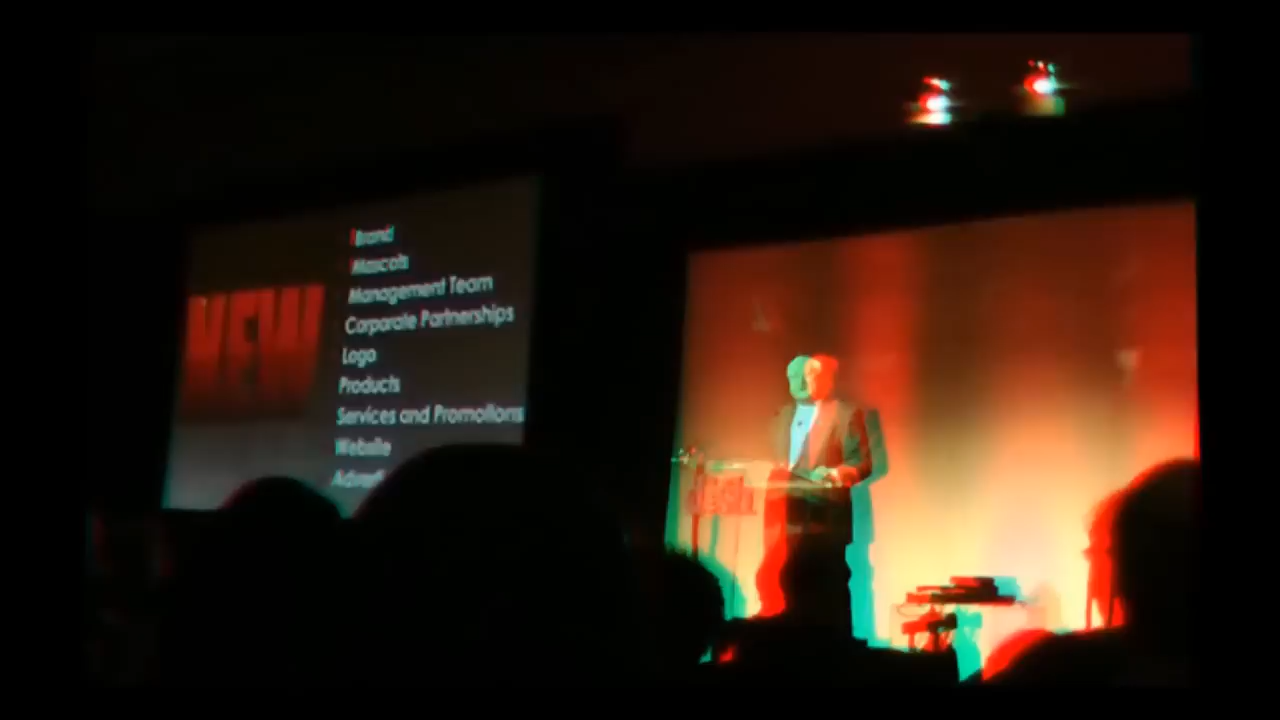 NEW
Brand
Mascots
Management Team
Corporate Partnerships
Logo
Products
Services and Promotions
Website